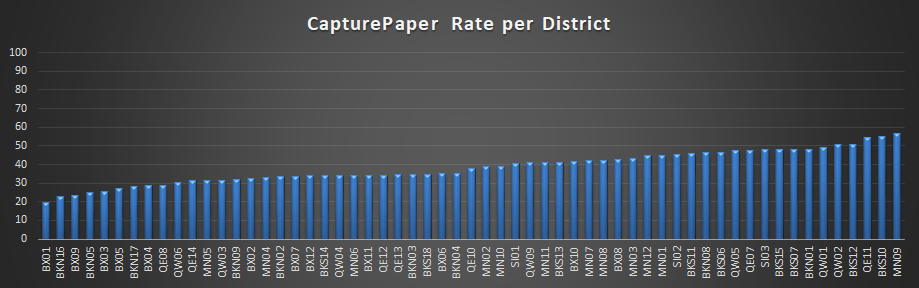 CapturePaper Rate per District
100
90
80
70
60
50
40
30
20
10
0
BX01
BKN16
BX09
BKN05
BX03
BX05
BKN17
BX04
QE08
QW06
QE14
MN05
QW03
BKN09
BX02
MN04
BKN02
BX07
BX12
BKS14
MN06
BX11
QE12
QE13
BKN03
BKS18
BX06
BKN04
QE10
MN02
MN10
SI01
QW09
MN11
BKS13
BX10
MN07
MN08
BX08
MN03
MN12
MN01
SI02
BKS11
BKN08
BKS06
QW05
QE07
SI03
BKS15
BKS07
BKN01
QW01
QW02
BKS12
QE11
BKS10
MN09